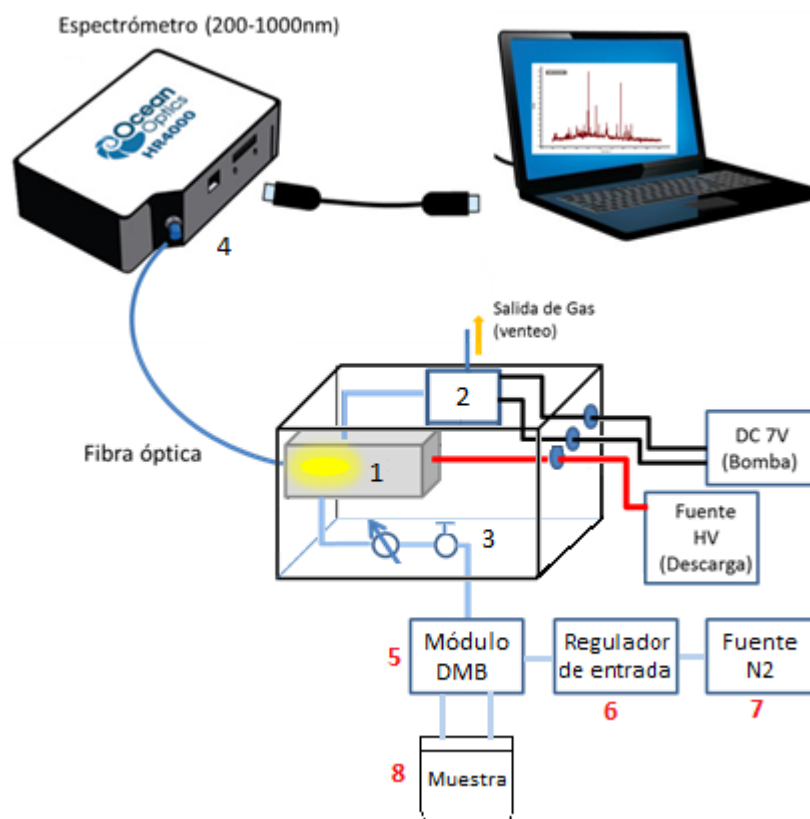 Espectrómetro (200-1000nm)
Ocean
Optics
HR4000
4
Salida de Gas
(venteo)
2
DC 7V
(Bomba)
Fibra óptica
1
Fuente
HV
(Descarga)
3
5
Módulo
DMB
Regulador
de entrada
Fuente
N2
6
7
8
Muestra